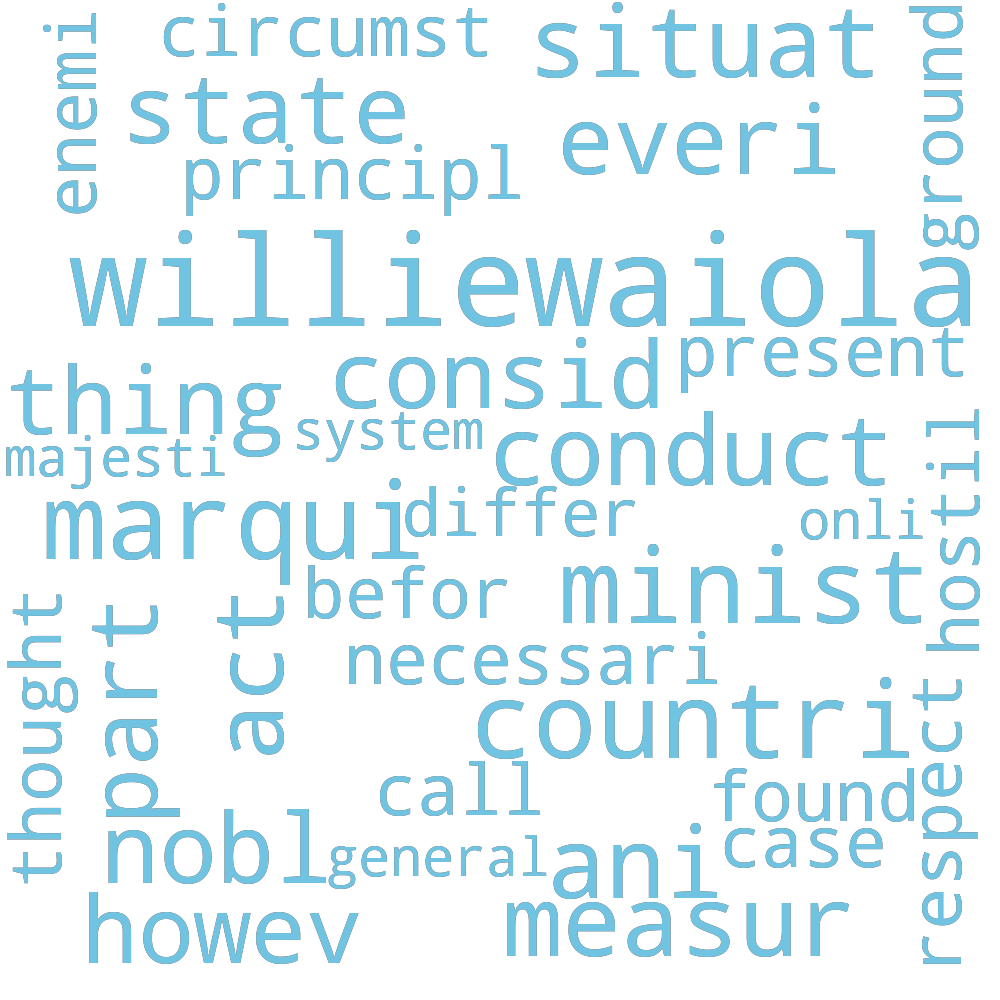 circumst
situat
enemi
state
everi
ground
principl
williewaiola
present
consid
thing
system
majesti
conduct
hostil
marqui
differ
onli
minist
befor
act
part
thought
necessari
countri
respect
call
found
nobl
general
ani
case
howev
measur